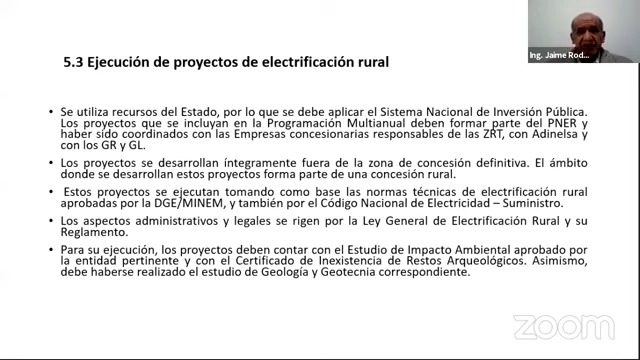 Ing. Jaime Rod...
5.3 Ejecución de proyectos de electrificación rural
• Se utiliza recursos del Estado, por lo que se debe aplicar el Sistema Nacional de Inversión Pública.
Los proyectos que se incluyan en la Programación Multianual deben formar parte del PNER y
haber sido coordinados con las Empresas concesionarias responsables de las ZRT, con Adinelsa y
con los GR y GL.
• Los proyectos se desarrollan íntegramente fuera de la zona de concesión definitiva. El ámbito
donde se desarrollan estos proyectos forma parte de una concesión rural.
• Estos proyectos se ejecutan tomando como base las normas técnicas de electrificación rural
aprobadas por la DGE/MINEM, y también por el Código Nacional de Electricidad – Suministro.
• Los aspectos administrativos y legales se rigen por la Ley General de Electrificación Rural y su
Reglamento.
• Para su ejecución, los proyectos deben contar con el Estudio de Impacto Ambiental aprobado por
la entidad pertinente y con el Certificado de Inexistencia de Restos Arqueológicos. Asimismo,
debe haberse realizado el estudio de Geología y Geotecnia correspondiente.
zoom